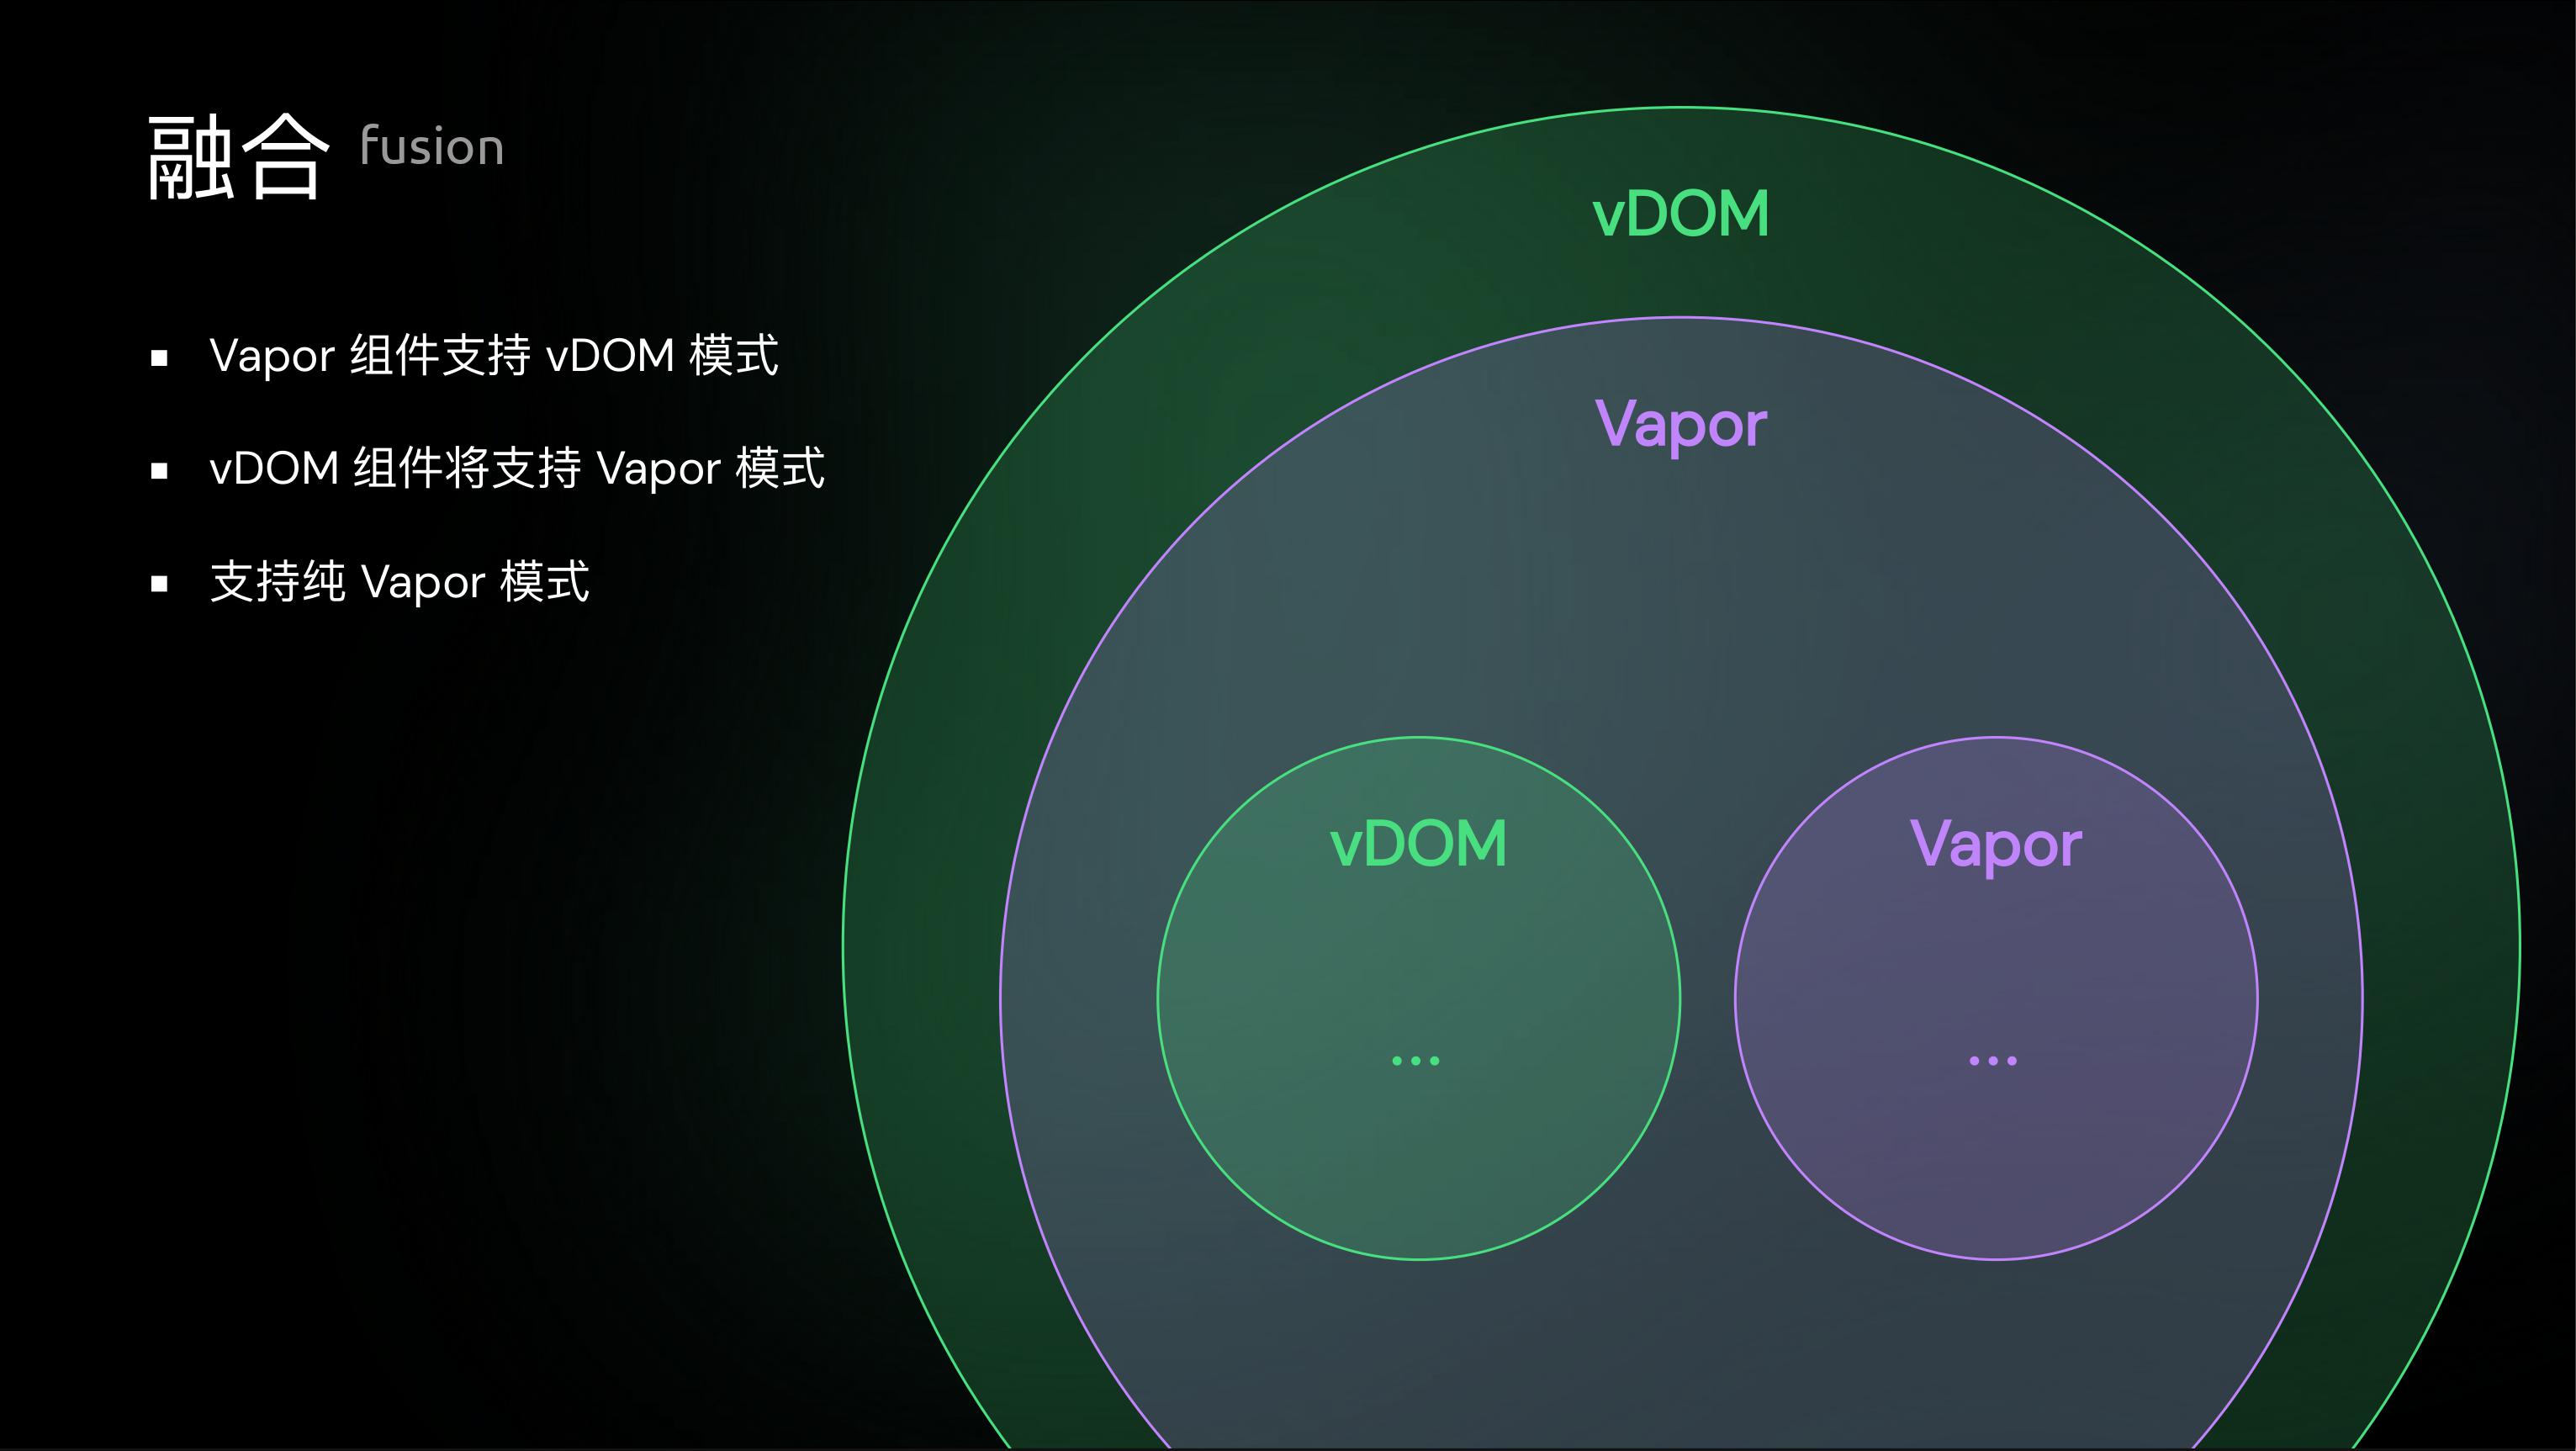 融合 fusion
▪ Vapor 组件支持 vDOM 模式
▪ vDOM 组件将支持 Vapor 模式
▪ 支持纯 Vapor 模式
vDOM
Vapor
vDOM
...
Vapor
...